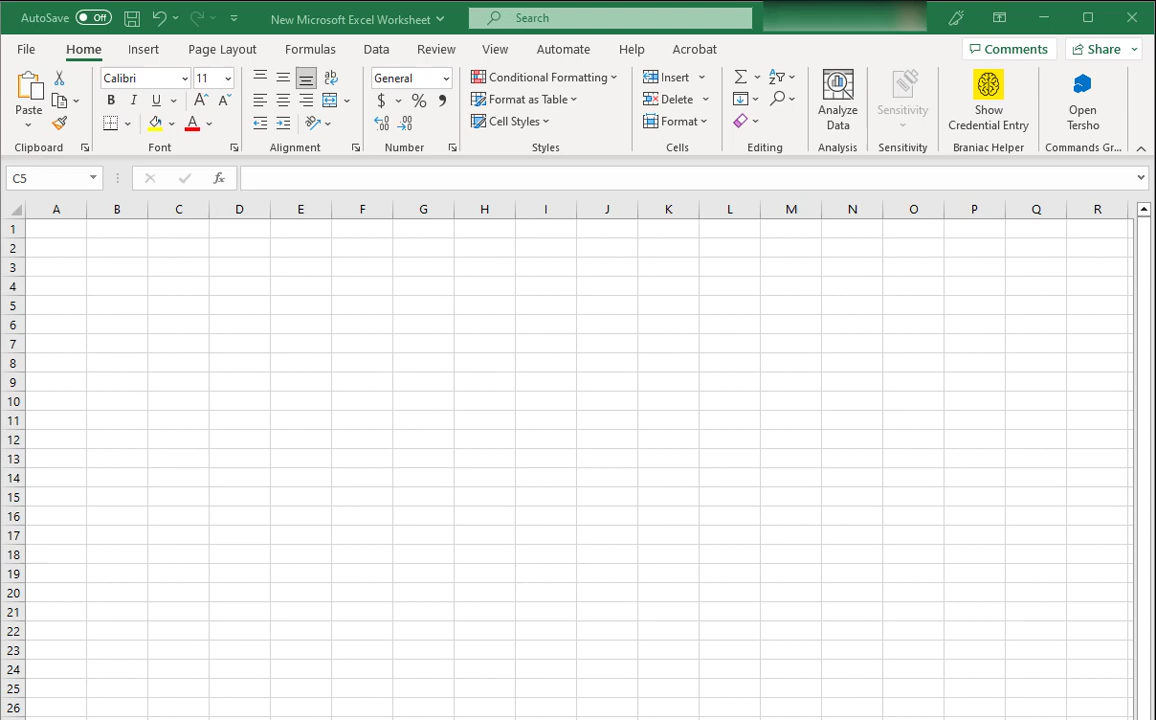 AutoSave Off New Microsoft Excel Worksheet Search
File Home Insert Page Layout Formulas Data Review View Automate Help Acrobat Comments Share
Paste
Clipboard
Calibri 11
B I U A A
A
Font
ab
Alignment
General
$ % ,
.00
Number
Conditional Formatting
Format as Table
Cell Styles
Styles
Insert
Delete
Format
Cells
Σ
Editing
Analyze
Data
Analysis
Sensitivity
Sensitivity
Show
Credential Entry
Braniac Helper
Open
Tersho
Commands Gr...
C5 fx
A B C D E F G H I J K L M N O P Q R
1
2
3
4
5
6
7
8
9
10
11
12
13
14
15
16
17
18
19
20
21
22
23
24
25
26